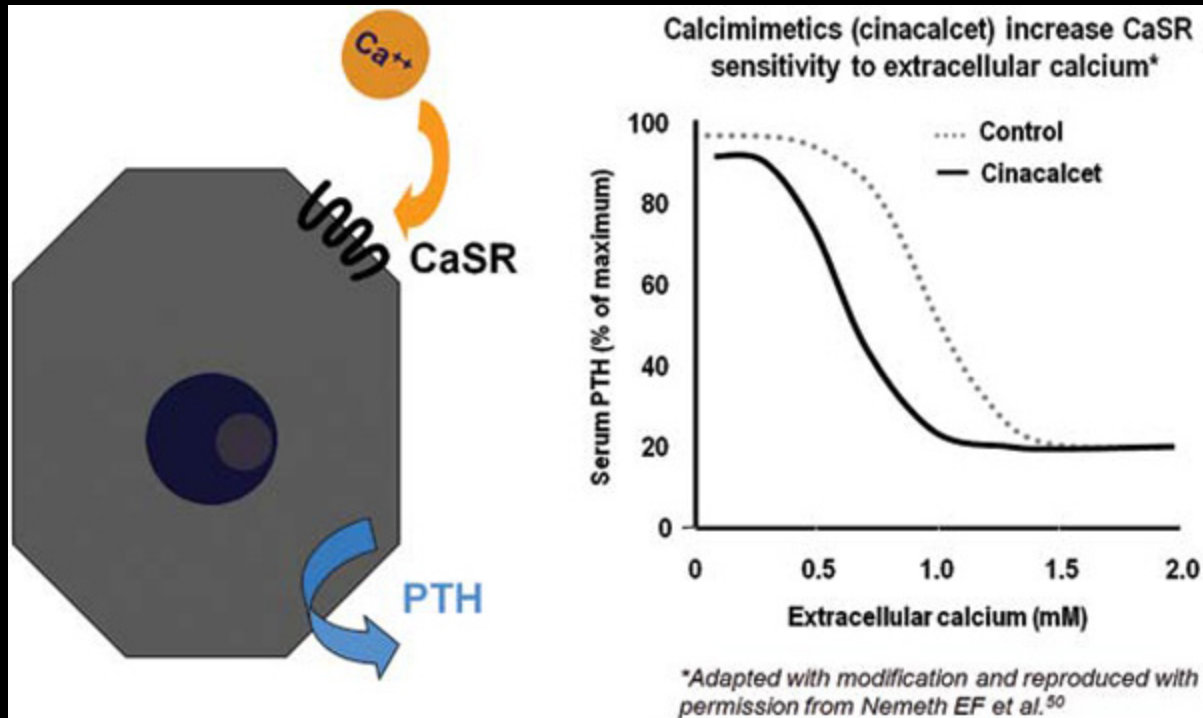 Ca++
CaSR
PTH
Calcimimetics (cinacalcet) increase CaSR
sensitivity to extracellular calcium*
Control
Cinacalcet
Serum PTH (% of maximum)
100
80
60
40
20
0
0 0.5 1.0 1.5 2.0
Extracellular calcium (mM)
*Adapted with modification and reproduced with
permission from Nemeth EF et al.50